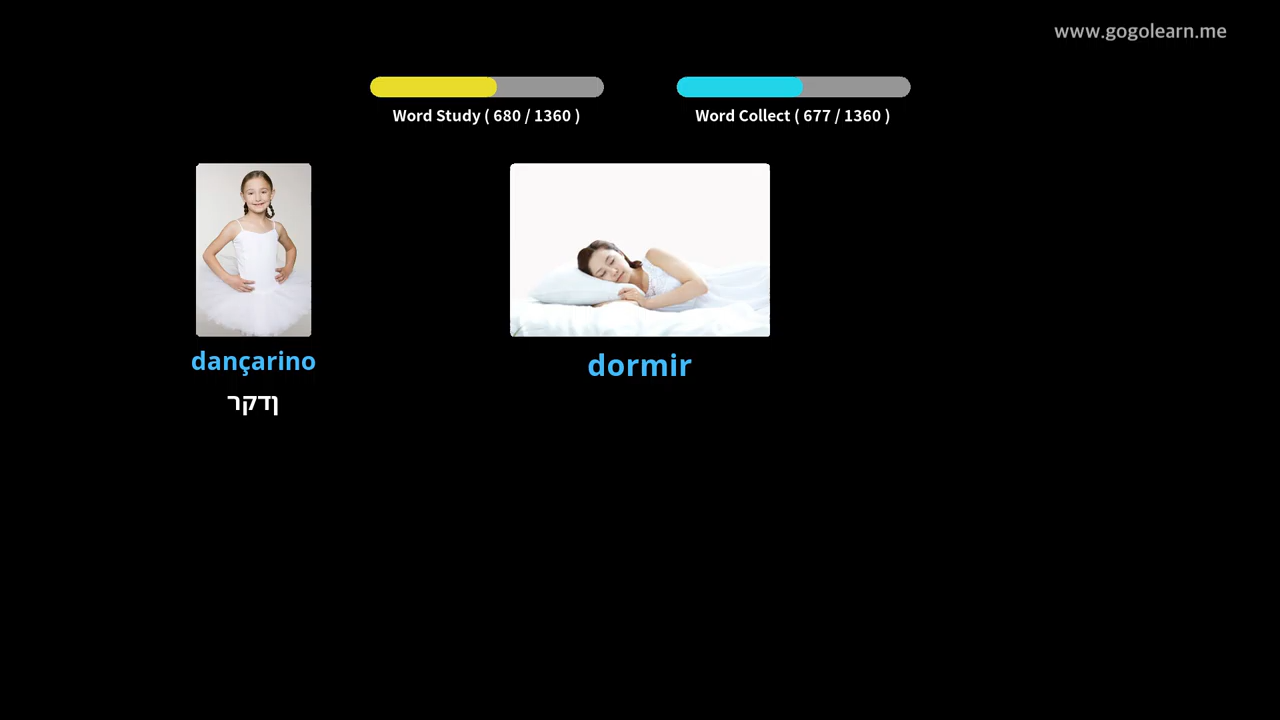 www.gogolearn.me
Word Study ( 680 / 1360 )
Word Collect ( 677 / 1360 )
dançarino
רקדן
dormir